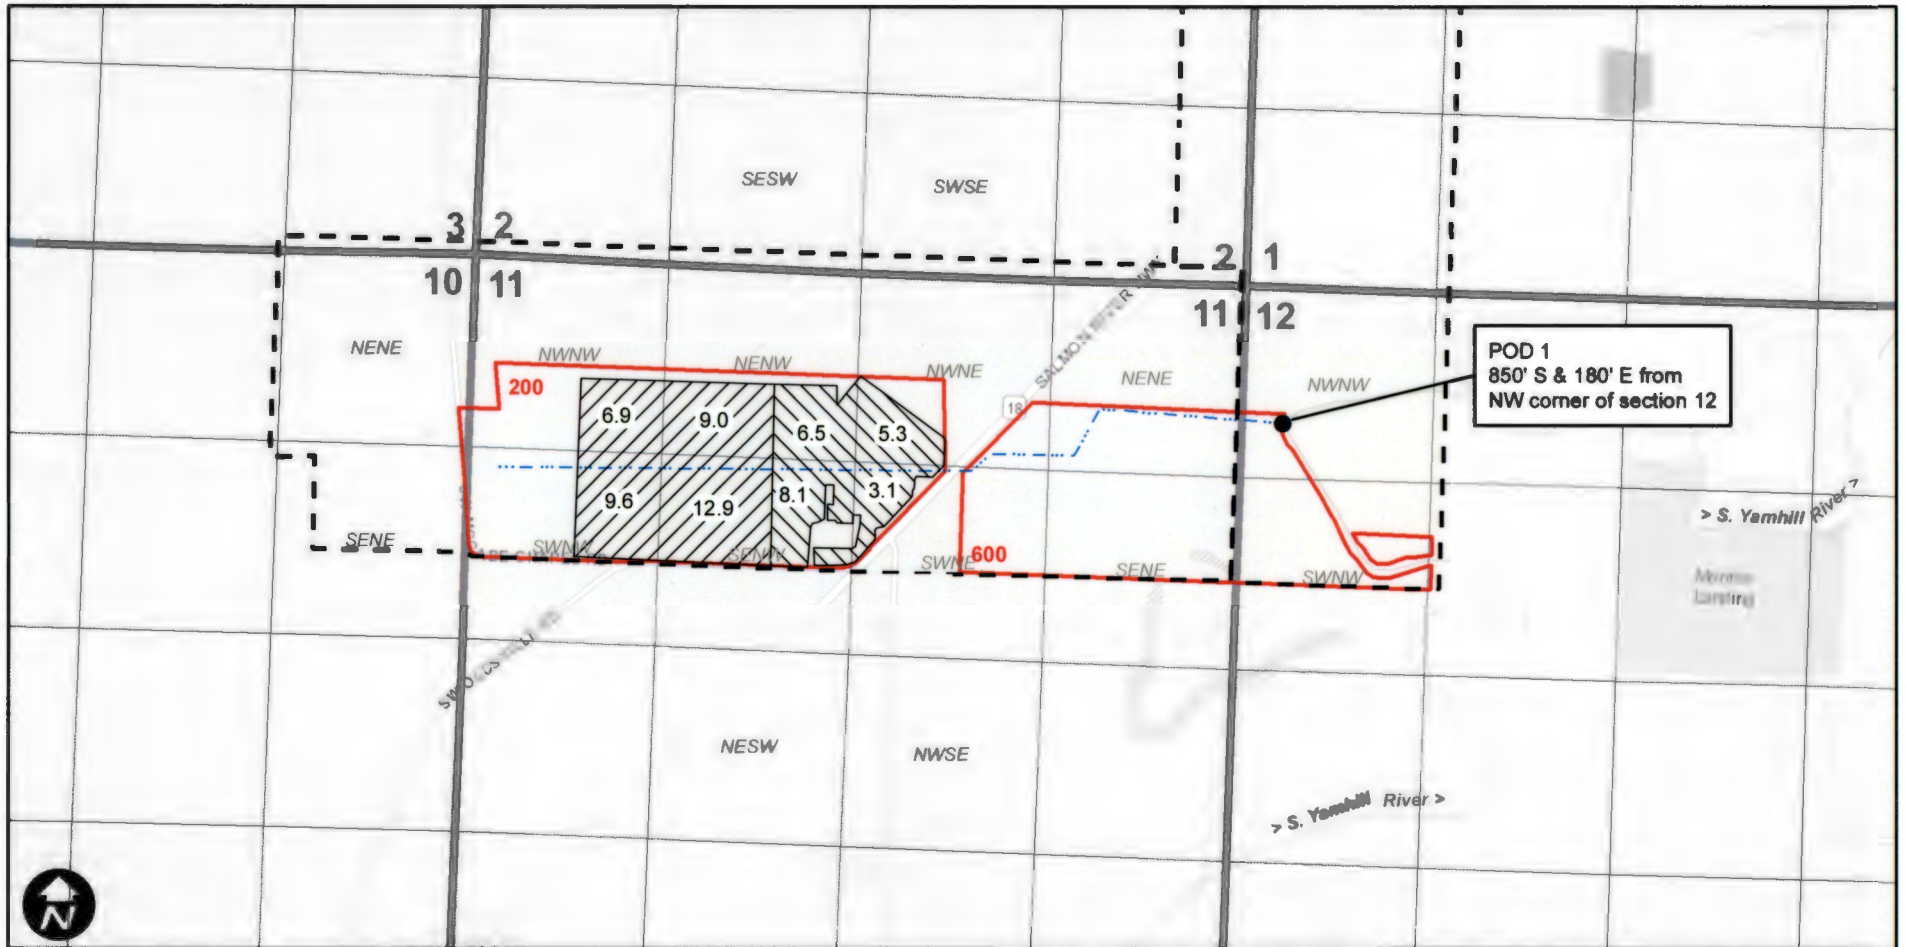 SESW
SWSE
3
2
2
1
10
11
11
12
SALMON RIVER HWY
POD 1
850' S & 180' E from
NW corner of section 12
NENE
NWNW
NENW
NWNE
NENE
NWNW
200
18
6.9
9.0
6.5
5.3
9.6
12.9
8.1
3.1
> S. Yamhill River >
SENE
SWNW
SENW
SWNE
600
SENE
SWNW
Landing
NESW
NWSE
> S. Yamhill River >
N